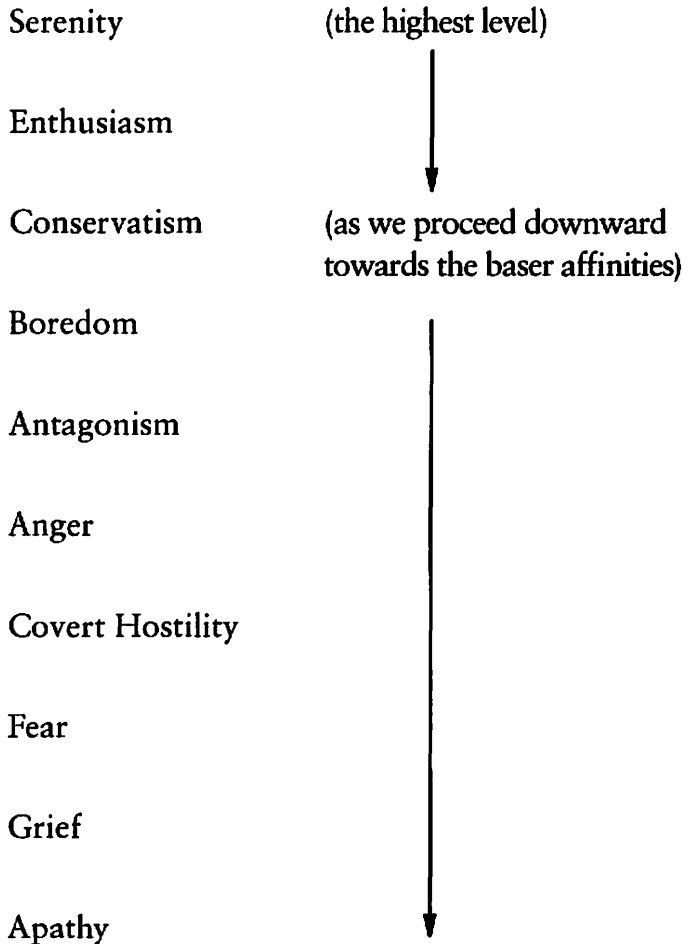 Serenity (the highest level)
Enthusiasm
Conservatism (as we proceed downward
towards the baser affinities)
Boredom
Antagonism
Anger
Covert Hostility
Fear
Grief
Apathy